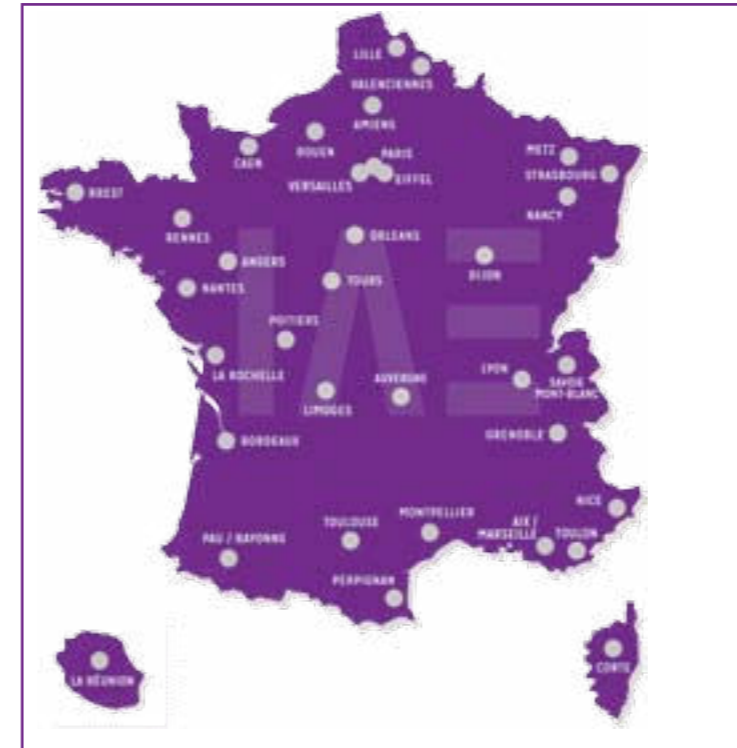 LILLE
VALENCIENNES
AMIENS
ROUEN
CAEN
PARIS
VERSAILLES
EIFFEL
METZ
STRASBOURG
NANCY
BREST
RENNES
ORLÉANS
IAE
ANGERS
DIJON
TOURS
NANTES
POITIERS
LA ROCHELLE
LYON
SAVOIE
MONT-BLANC
AUVERGNE
LIMOGES
GRENOBLE
BORDEAUX
NICE
MONTPELLIER
TOULOUSE
AIX /
MARSEILLE
TOULON
PAU / BAYONNE
PERPIGNAN
LA RÉUNION
CORTE